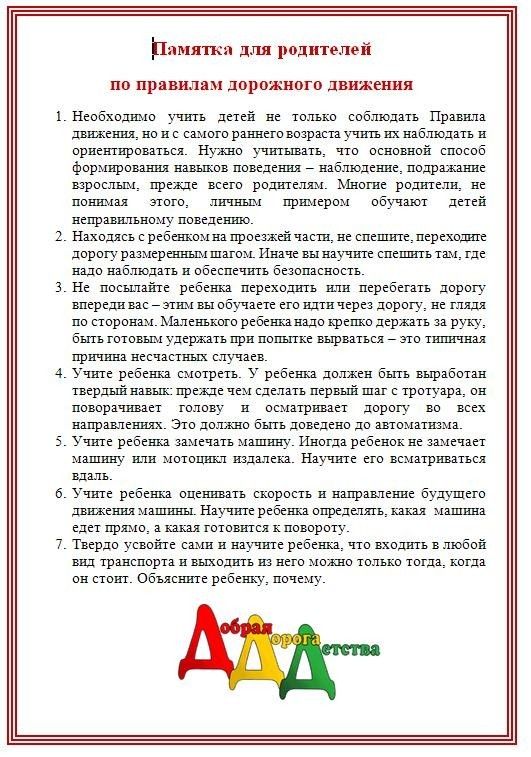 Памятка для родителей
по правилам дорожного движения
1. Необходимо учить детей не только соблюдать Правила
движения, но и с самого раннего возраста учить их наблюдать и
ориентироваться. Нужно учитывать, что основной способ
формирования навыков поведения – наблюдение, подражание
взрослым, прежде всего родителям. Многие родители, не
понимая этого, личным примером обучают детей
неправильному поведению.
2. Находясь с ребенком на проезжей части, не спешите, переходите
дорогу размеренным шагом. Иначе вы научите спешить там, где
надо наблюдать и обеспечить безопасность.
3. Не посылайте ребенка переходить или перебегать дорогу
впереди вас – этим вы обучаете его идти через дорогу, не глядя
по сторонам. Маленького ребенка надо крепко держать за руку,
быть готовым удержать при попытке вырваться – это типичная
причина несчастных случаев.
4. Учите ребенка смотреть. У ребенка должен быть выработан
твердый навык: прежде чем сделать первый шаг с тротуара, он
поворачивает голову и осматривает дорогу во всех
направлениях. Это должно быть доведено до автоматизма.
5. Учите ребенка замечать машину. Иногда ребенок не замечает
машину или мотоцикл издалека. Научите его всматриваться
вдаль.
6. Учите ребенка оценивать скорость и направление будущего
движения машины. Научите ребенка определять, какая машина
едет прямо, а какая готовится к повороту.
7. Твердо усвойте сами и научите ребенка, что входить в любой
вид транспорта и выходить из него можно только тогда, когда
он стоит. Объясните ребенку, почему.
Добрая
Дорога
Детства